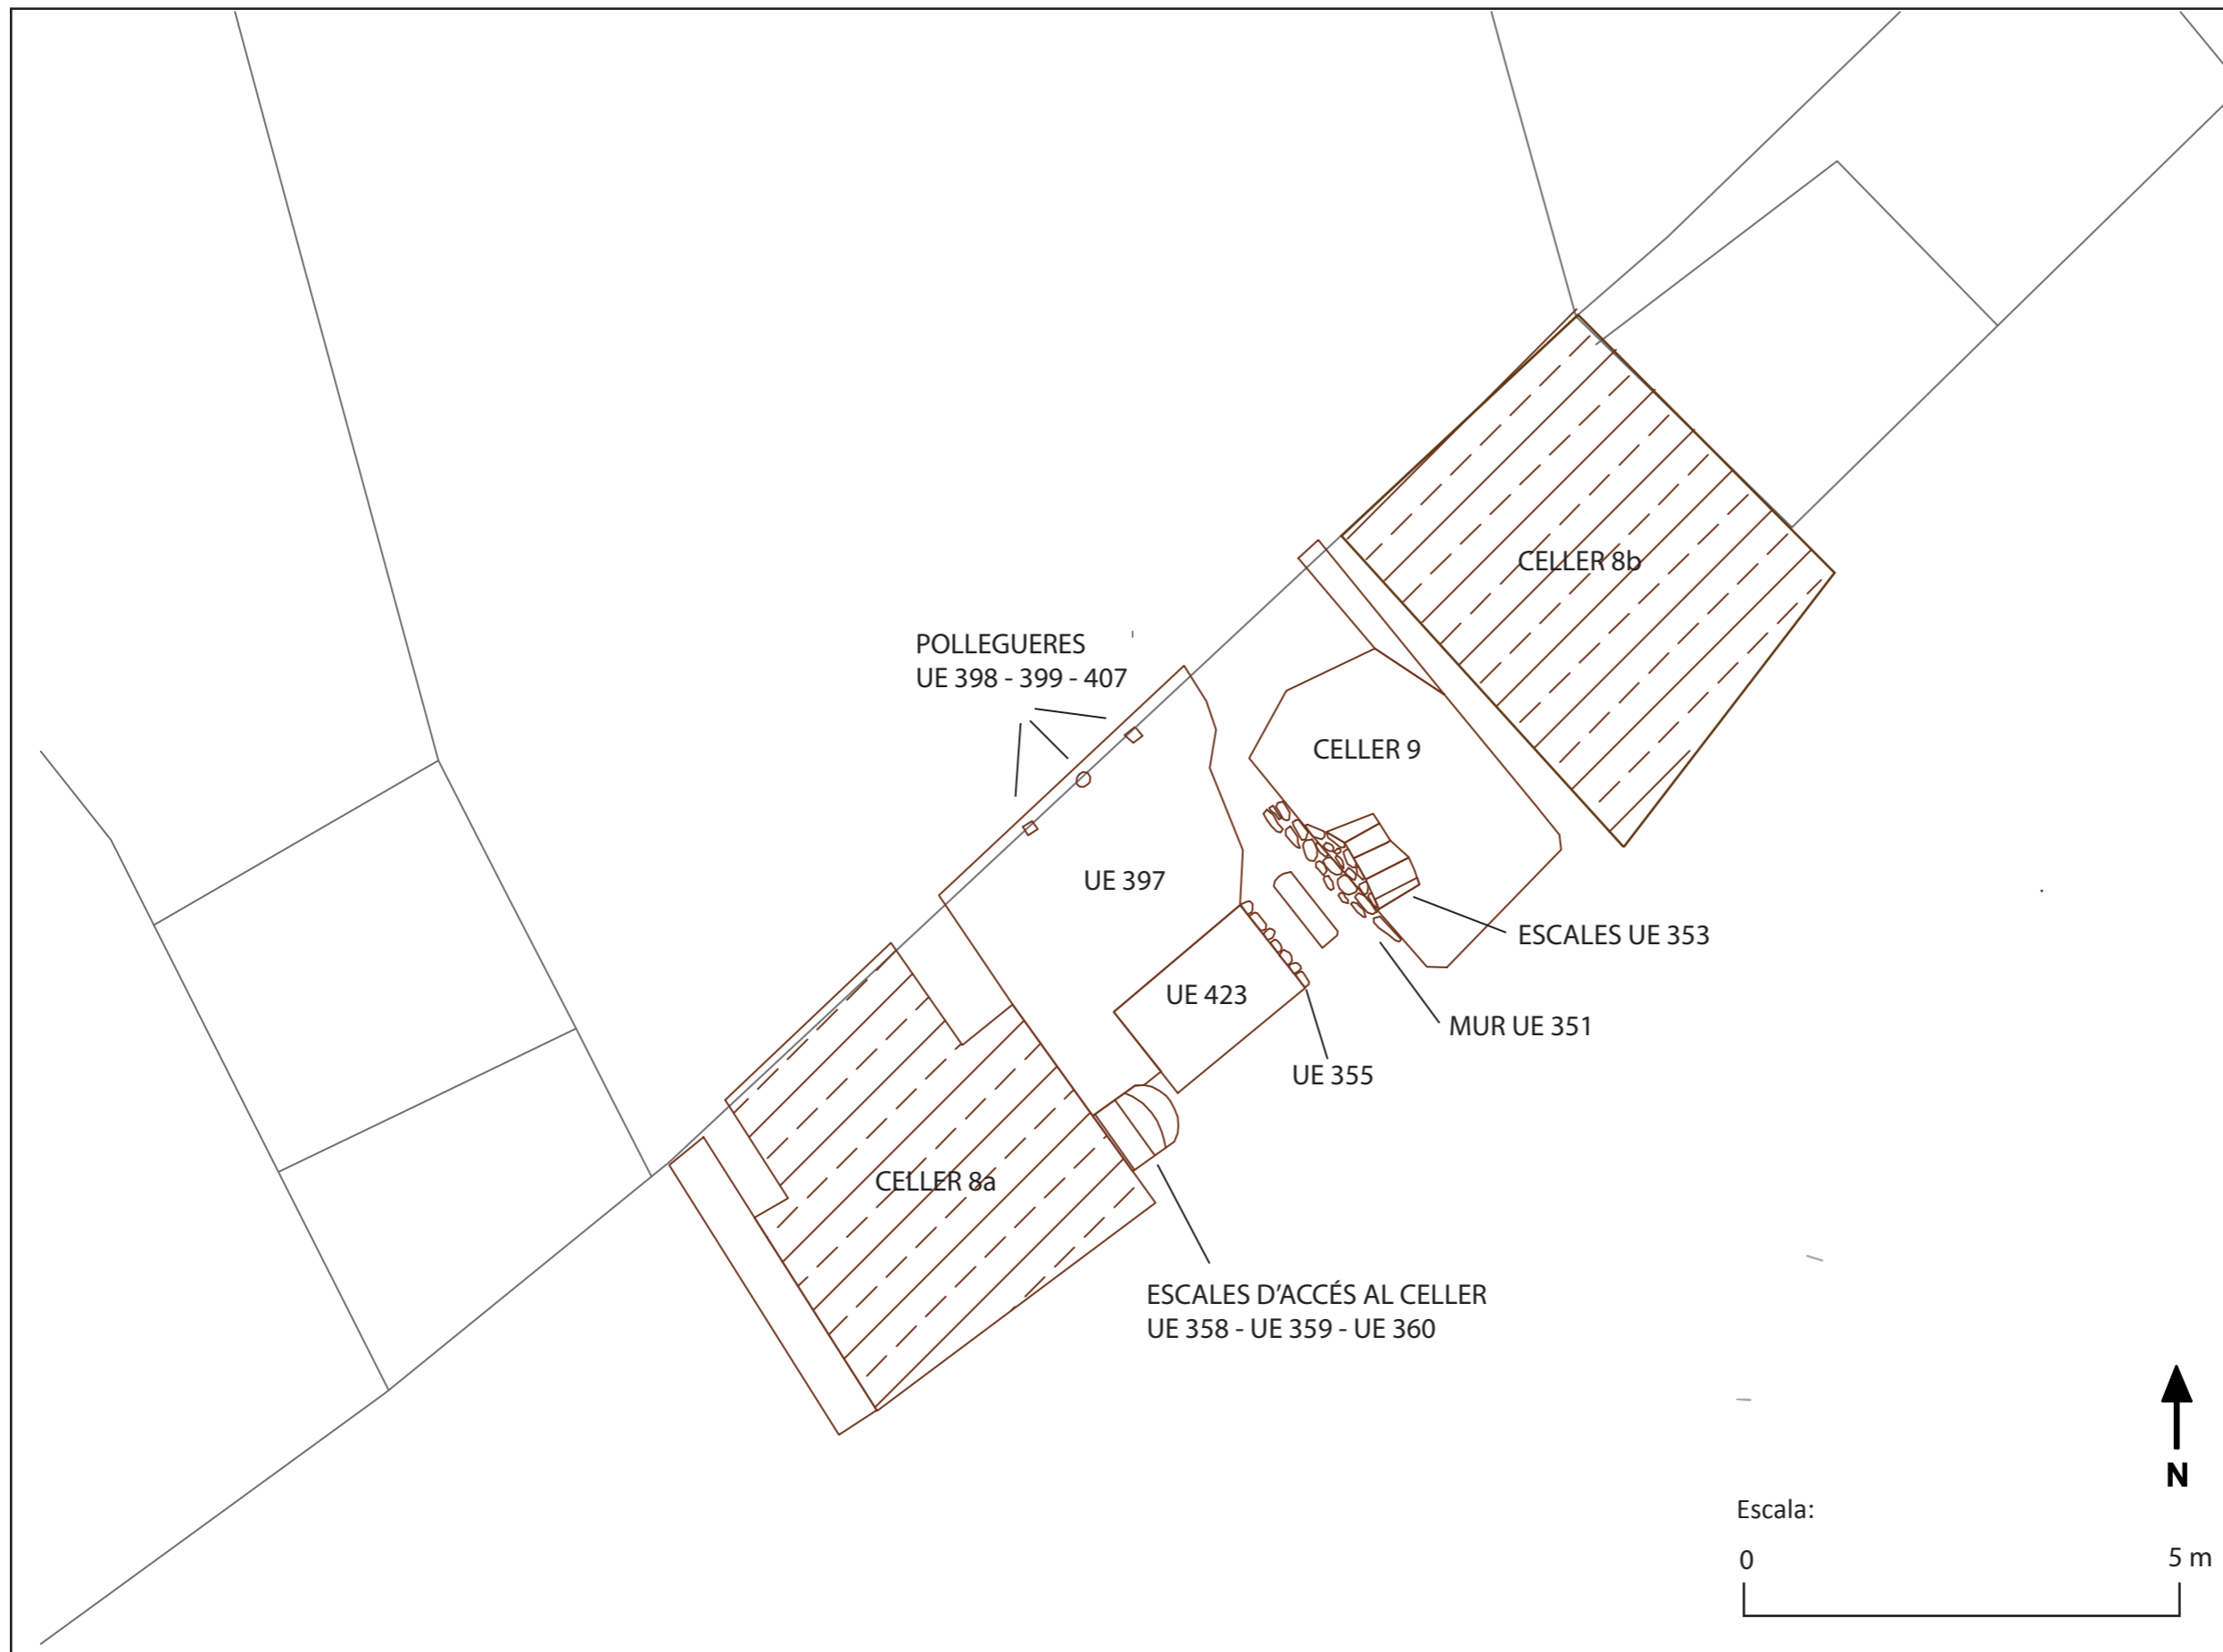 CELLER 8b
POLLEGUERES
UE 398 - 399 - 407
CELLER 9
UE 397
ESCALES UE 353
UE 423
MUR UE 351
UE 355
CELLER 8a
ESCALES D'ACCÉS AL CELLER
UE 358 - UE 359 - UE 360
N
Escala:
0 5 m